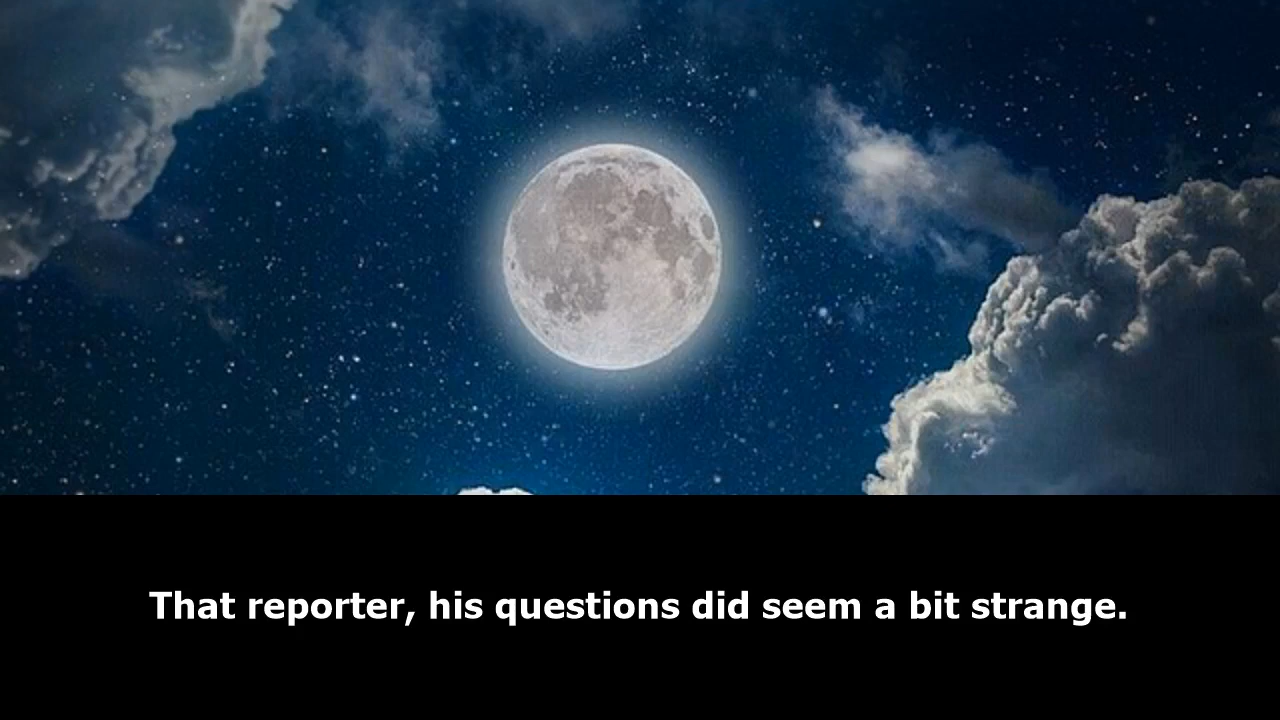 That reporter, his questions did seem a bit strange.